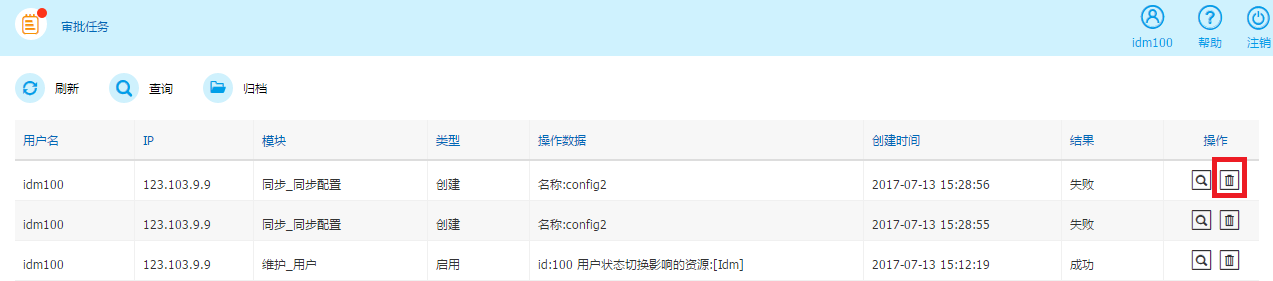 审批任务
idm100 帮助 注销
刷新 查询 归档
用户名 IP 模块 类型 操作数据 创建时间 结果 操作
idm100 123.103.9.9 同步_同步配置 创建 名称:config2 2017-07-13 15:28:56 失败
idm100 123.103.9.9 同步_同步配置 创建 名称:config2 2017-07-13 15:28:55 失败
idm100 123.103.9.9 维护_用户 启用 id:100 用户状态切换影响的资源:[Idm] 2017-07-13 15:12:19 成功